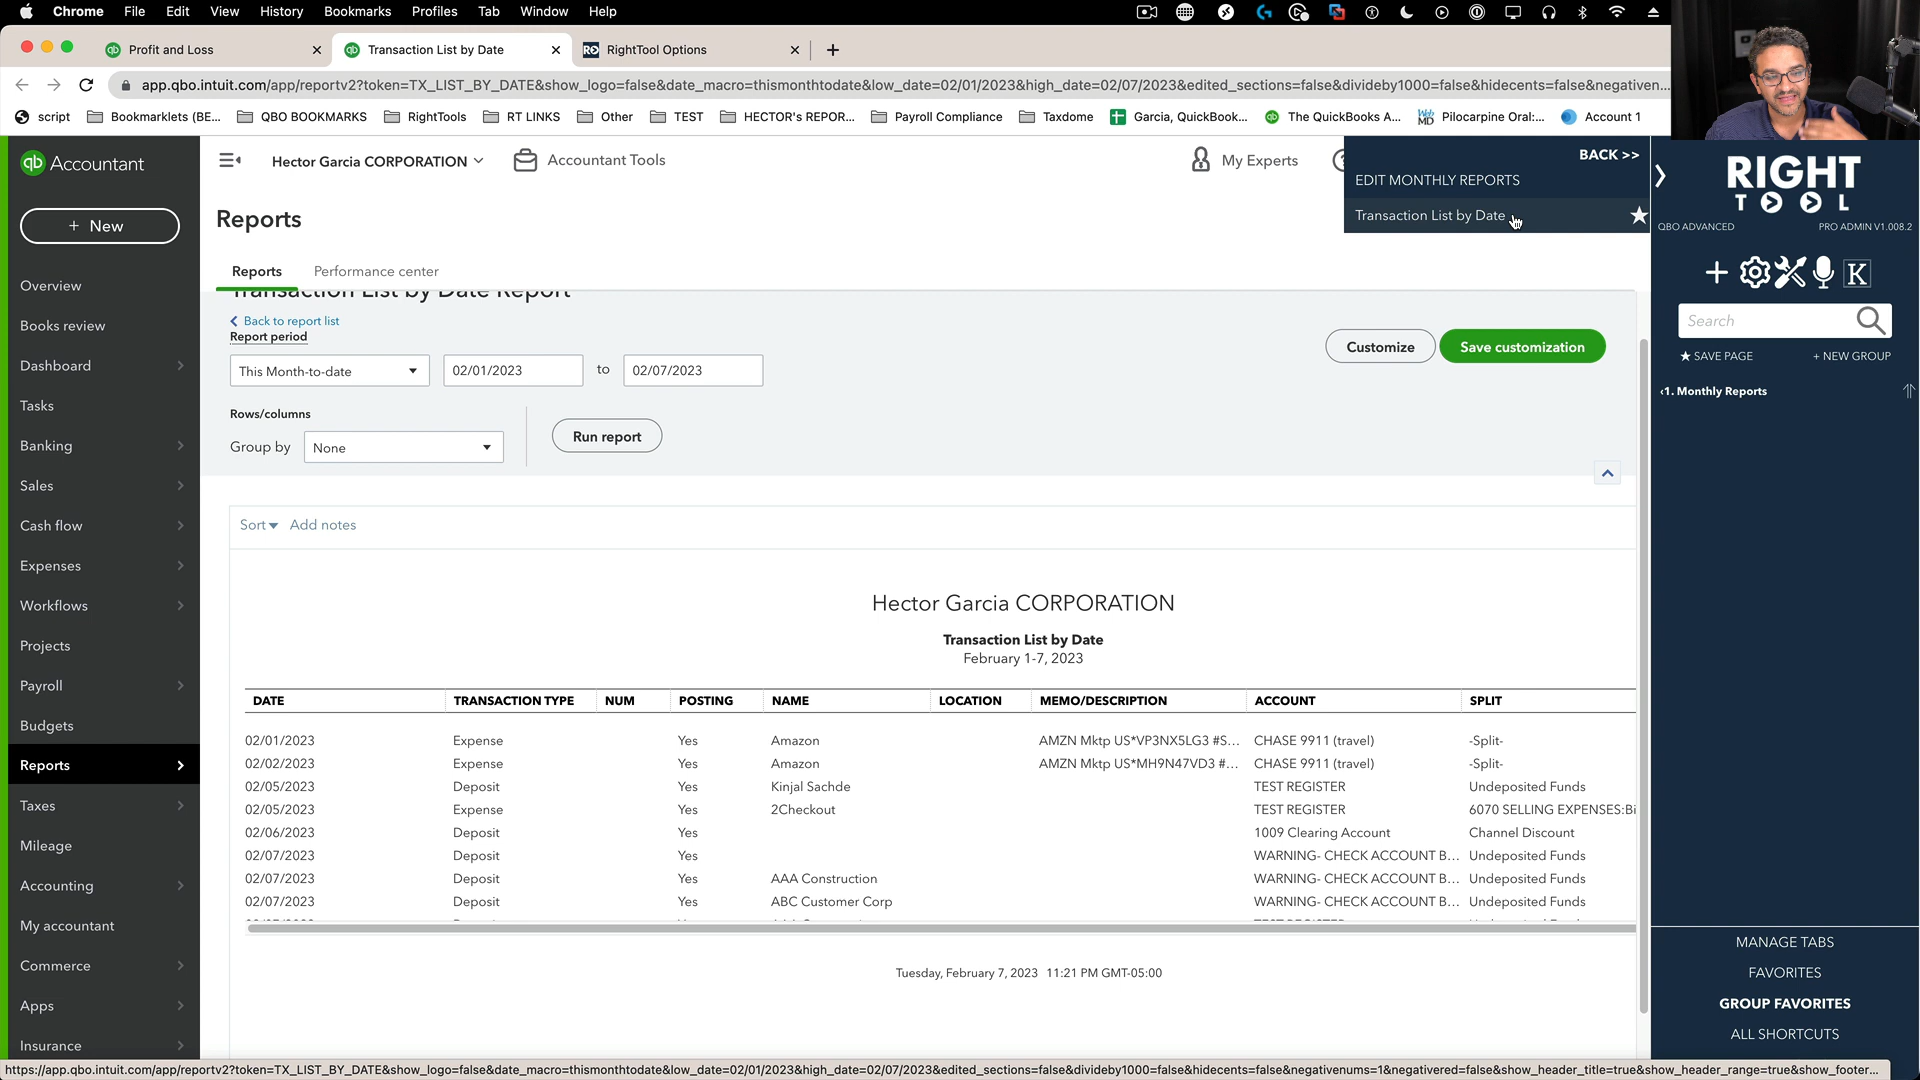 Chrome File Edit View History Bookmarks Profiles Tab Window Help
Profit and Loss
Transaction List by Date
RightTool Options
app.qbo.intuit.com/app/reportv2?token=TX_LIST_BY_DATE&show_logo=false&date_macro=thismonthtodate&low_date=02/01/2023&high_date=02/07/2023&edited_sections=false&divideby1000=false&hidecents=false&negativen...
script Bookmarklets (BE... QBO BOOKMARKS RightTools RT LINKS Other TEST HECTOR's REPOR... Payroll Compliance Taxdome Garcia, QuickBook... The QuickBooks A... Pilocarpine Oral:... Account 1
qb Accountant
Hector Garcia CORPORATION
Accountant Tools
My Experts
BACK >>
EDIT MONTHLY REPORTS
Transaction List by Date
RIGHT
TOOL
QBO ADVANCED PRO ADMIN V1.008.2
K
Search
SAVE PAGE + NEW GROUP
‹1. Monthly Reports
MANAGE TABS
FAVORITES
GROUP FAVORITES
ALL SHORTCUTS
+ New
Overview
Books review
Dashboard
Tasks
Banking
Sales
Cash flow
Expenses
Workflows
Projects
Payroll
Budgets
Reports
Taxes
Mileage
Accounting
My accountant
Commerce
Apps
Insurance
Reports
Reports Performance center
Transaction List by Date Report
Back to report list
Report period
This Month-to-date 02/01/2023 to 02/07/2023
Customize Save customization
Rows/columns
Group by None Run report
Sort Add notes
Hector Garcia CORPORATION
Transaction List by Date
February 1-7, 2023
DATE TRANSACTION TYPE NUM POSTING NAME LOCATION MEMO/DESCRIPTION ACCOUNT SPLIT
02/01/2023 Expense Yes Amazon AMZN Mktp US*VP3NX5LG3 #S... CHASE 9911 (travel) -Split-
02/02/2023 Expense Yes Amazon AMZN Mktp US*MH9N47VD3 #... CHASE 9911 (travel) -Split-
02/05/2023 Deposit Yes Kinjal Sachde TEST REGISTER Undeposited Funds
02/05/2023 Expense Yes 2Checkout TEST REGISTER 6070 SELLING EXPENSES:Bi
02/06/2023 Deposit Yes 1009 Clearing Account Channel Discount
02/07/2023 Deposit Yes WARNING- CHECK ACCOUNT B... Undeposited Funds
02/07/2023 Deposit Yes AAA Construction WARNING- CHECK ACCOUNT B... Undeposited Funds
02/07/2023 Deposit Yes ABC Customer Corp WARNING- CHECK ACCOUNT B... Undeposited Funds
Tuesday, February 7, 2023 11:21 PM GMT-05:00
https://app.qbo.intuit.com/app/reportv2?token=TX_LIST_BY_DATE&show_logo=false&date_macro=thismonthtodate&low_date=02/01/2023&high_date=02/07/2023&edited_sections=false&divideby1000=false&hidecents=false&negativenums=1&negativered=false&show_header_title=true&show_header_range=true&show_footer...